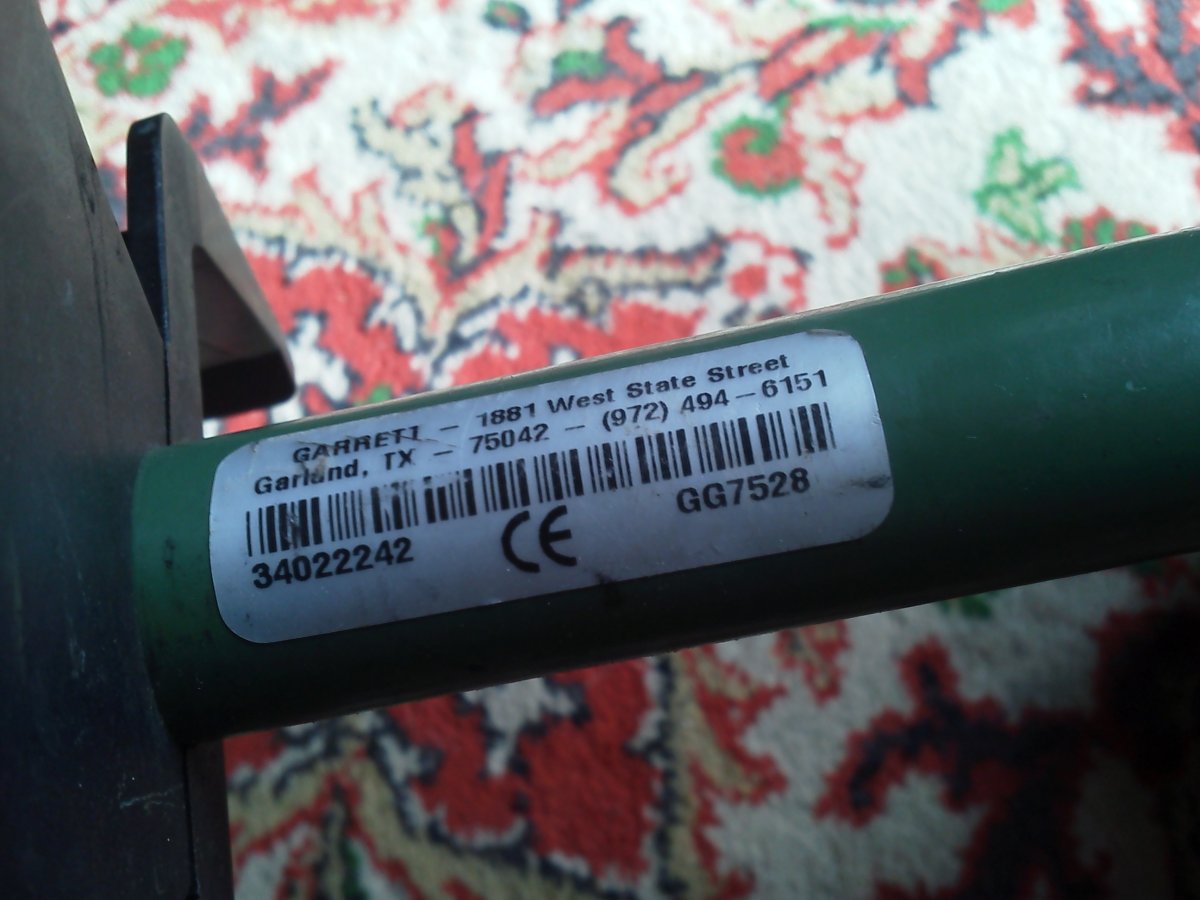 GARRETT – 1881 West State Street
Garland, TX – 75042 – (972) 494–6151
34022242 CE GG7528